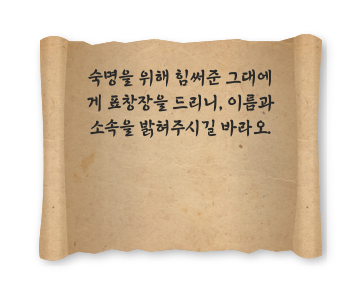 숙명을 위해 힘써준 그대에
게 표창장을 드리니, 이름과
소속을 밝혀주시길 바라오.